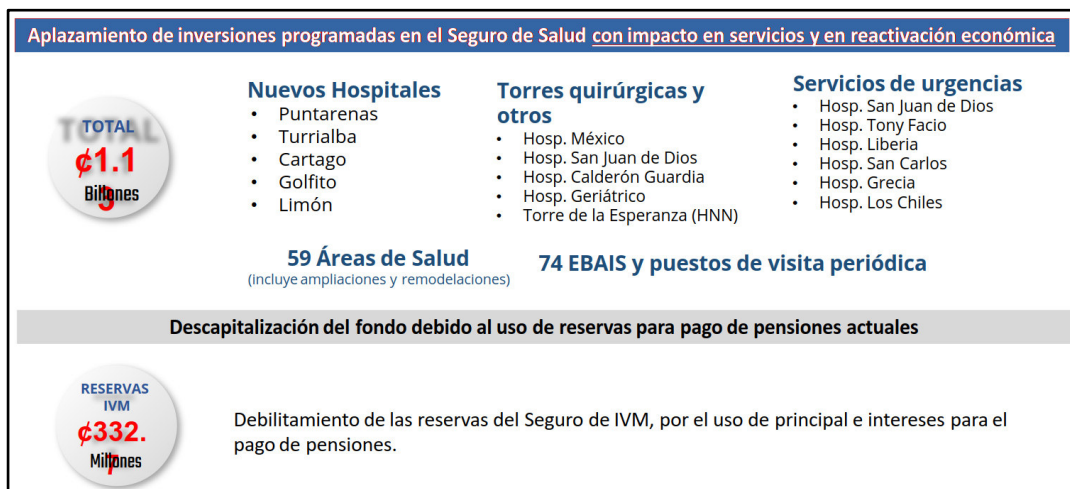 Aplazamiento de inversiones programadas en el Seguro de Salud con impacto en servicios y en reactivación económica
TOTAL
¢1.1
3
Billones
Nuevos Hospitales
• Puntarenas
• Turrialba
• Cartago
• Golfito
• Limón
Torres quirúrgicas y
otros
• Hosp. México
• Hosp. San Juan de Dios
• Hosp. Calderón Guardia
• Hosp. Geriátrico
• Torre de la Esperanza (HNN)
Servicios de urgencias
• Hosp. San Juan de Dios
• Hosp. Tony Facio
• Hosp. Liberia
• Hosp. San Carlos
• Hosp. Grecia
• Hosp. Los Chiles
59 Áreas de Salud
(incluye ampliaciones y remodelaciones)
74 EBAIS y puestos de visita periódica
Descapitalización del fondo debido al uso de reservas para pago de pensiones actuales
RESERVAS
IVM
¢332.
7
Millones
Debilitamiento de las reservas del Seguro de IVM, por el uso de principal e intereses para el
pago de pensiones.